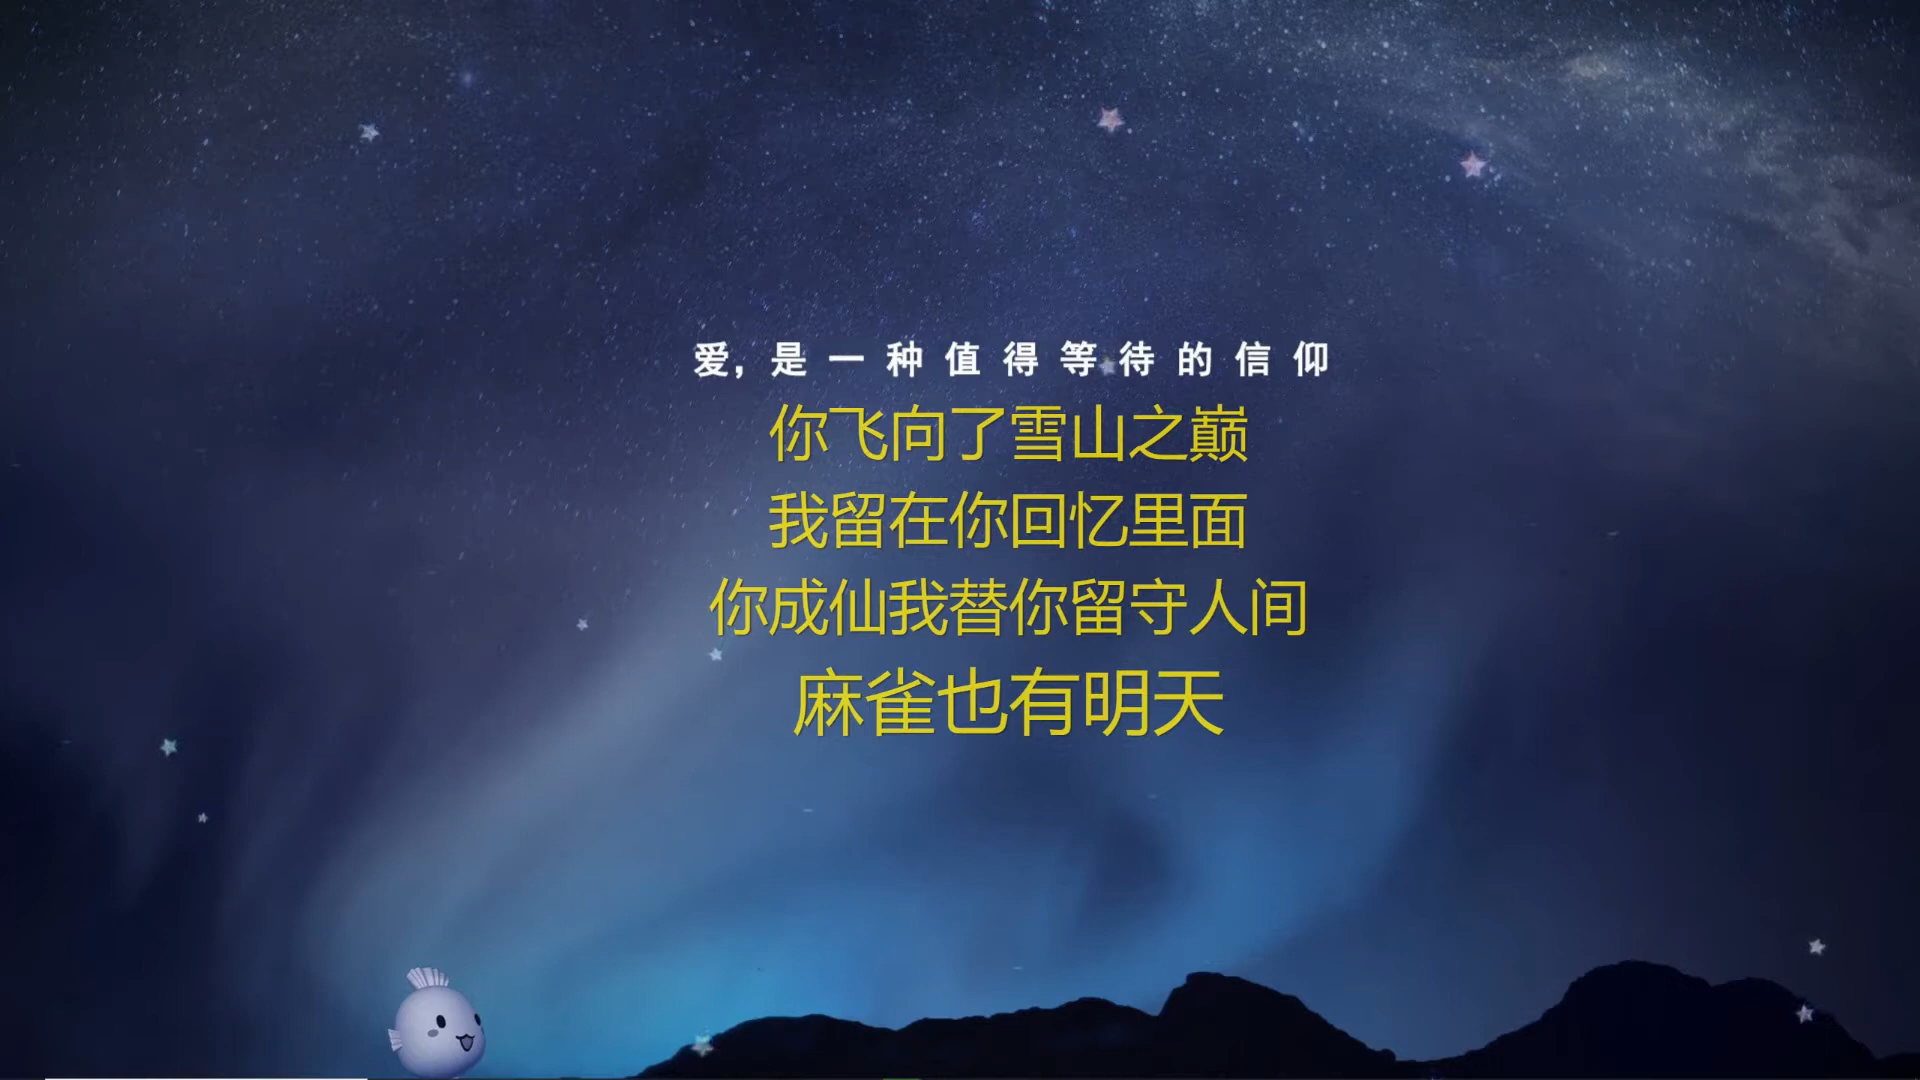 爱，是一种值得等待的信仰
你飞向了雪山之巅
我留在你回忆里面
你成仙我替你留守人间
麻雀也有明天